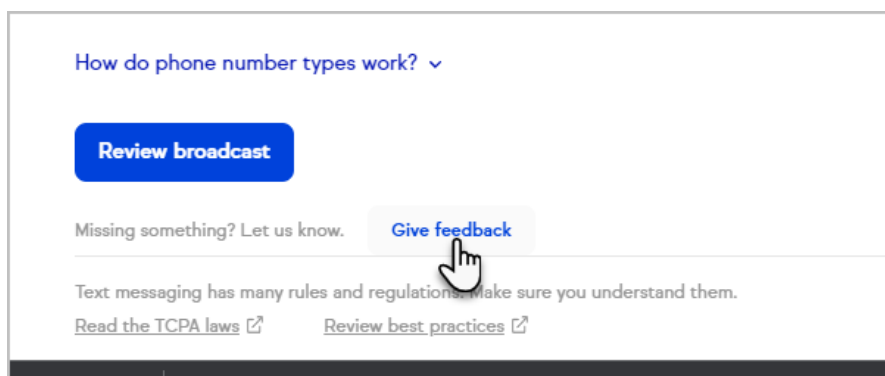 How do phone number types work?
Review broadcast
Missing something? Let us know. Give feedback
Text messaging has many rules and regulations. Make sure you understand them.
Read the TCPA laws Review best practices